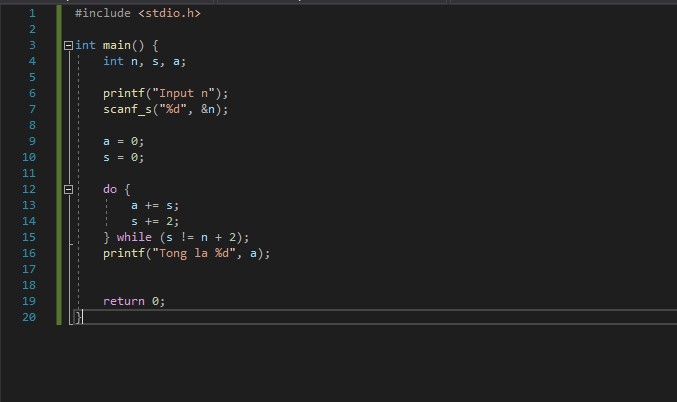 1 #include <stdio.h>
2
3 int main() {
4 int n, s, a;
5
6 printf("Input n");
7 scanf_s("%d", &n);
8
9 a = 0;
10 s = 0;
11
12 do {
13 a += s;
14 s += 2;
15 } while (s != n + 2);
16 printf("Tong la %d", a);
17
18
19 return 0;
20 }